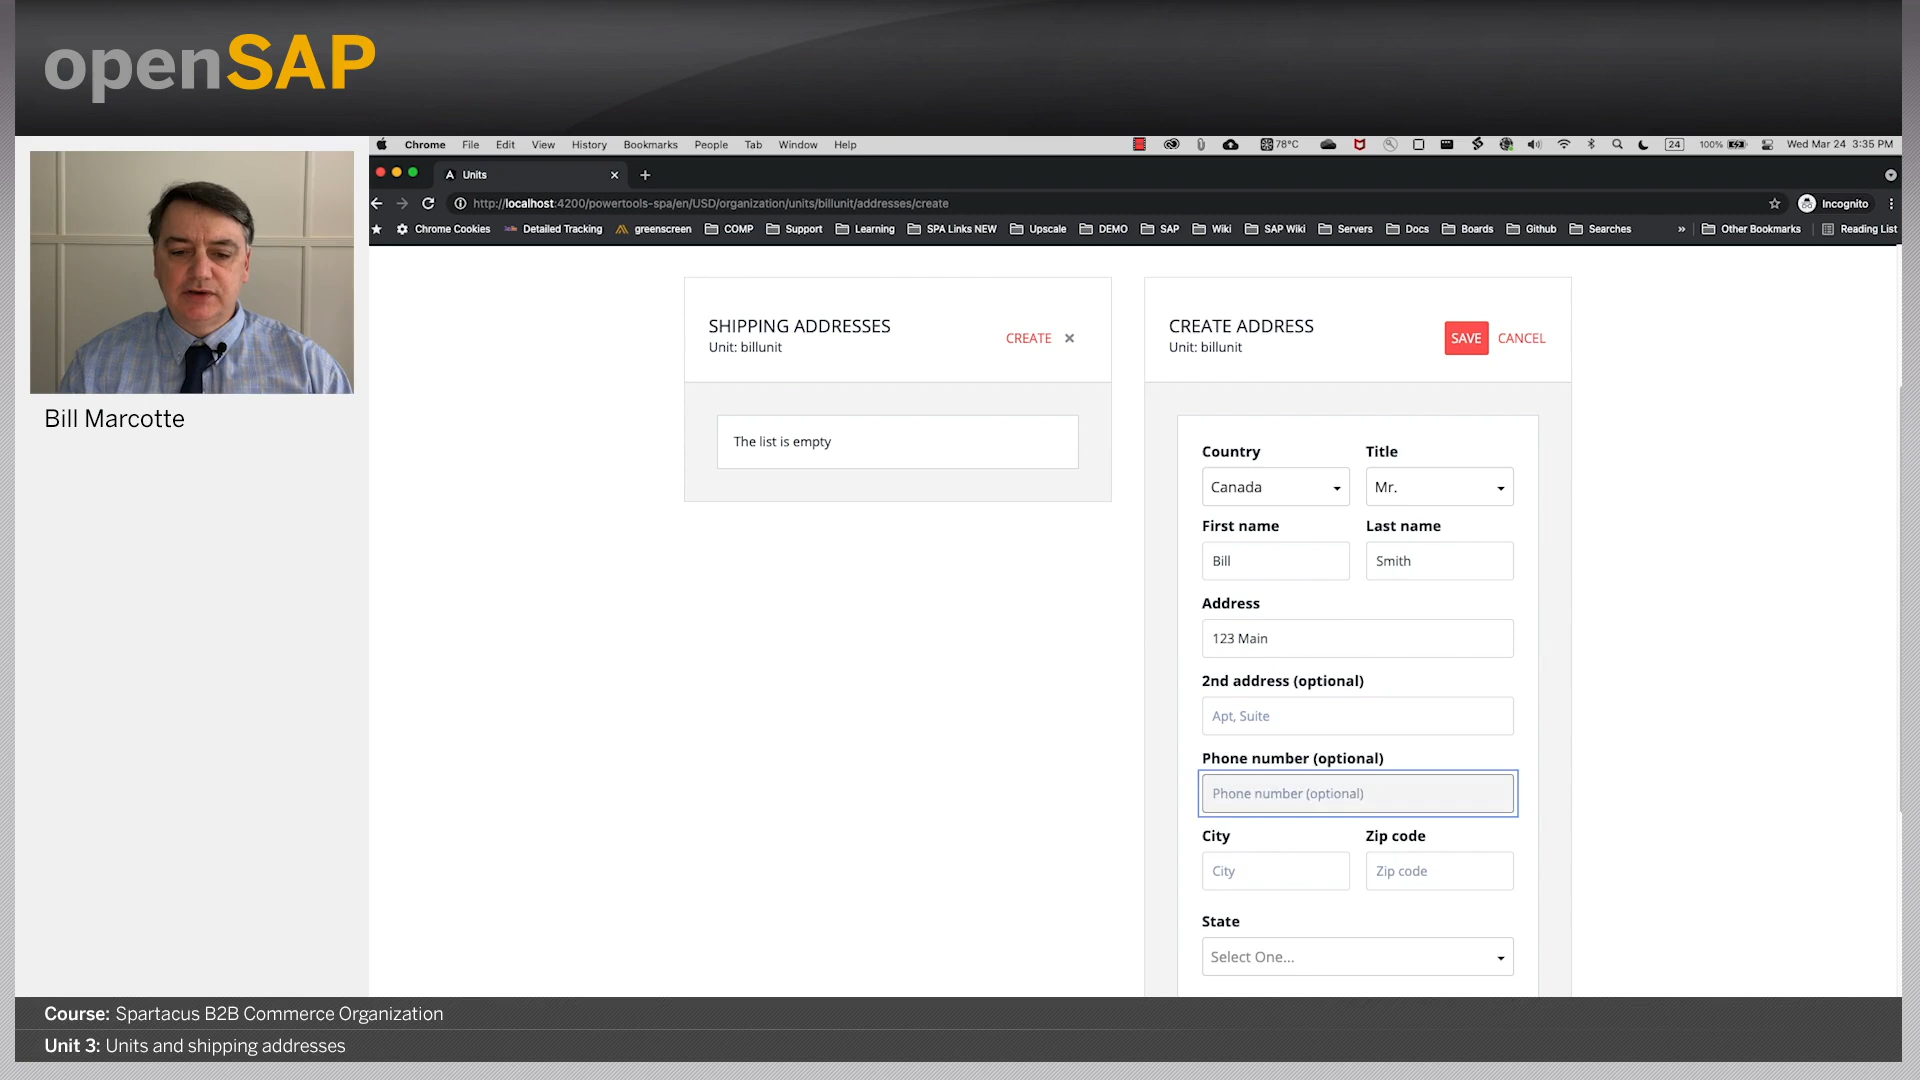 openSAP
Chrome File Edit View History Bookmarks People Tab Window Help 78°C 24 100% Wed Mar 24 3:35 PM
Units
http://localhost:4200/powertools-spa/en/USD/organization/units/billunit/addresses/create Incognito
Chrome Cookies Detailed Tracking greenscreen COMP Support Learning SPA Links NEW Upscale DEMO SAP Wiki SAP Wiki Servers Docs Boards Github Searches » Other Bookmarks Reading List
Bill Marcotte
SHIPPING ADDRESSES
Unit: billunit
CREATE
The list is empty
CREATE ADDRESS
Unit: billunit
SAVE CANCEL
Country Title
Canada Mr.
First name Last name
Bill Smith
Address
123 Main
2nd address (optional)
Apt, Suite
Phone number (optional)
Phone number (optional)
City Zip code
City Zip code
State
Select One...
Course: Spartacus B2B Commerce Organization
Unit 3: Units and shipping addresses